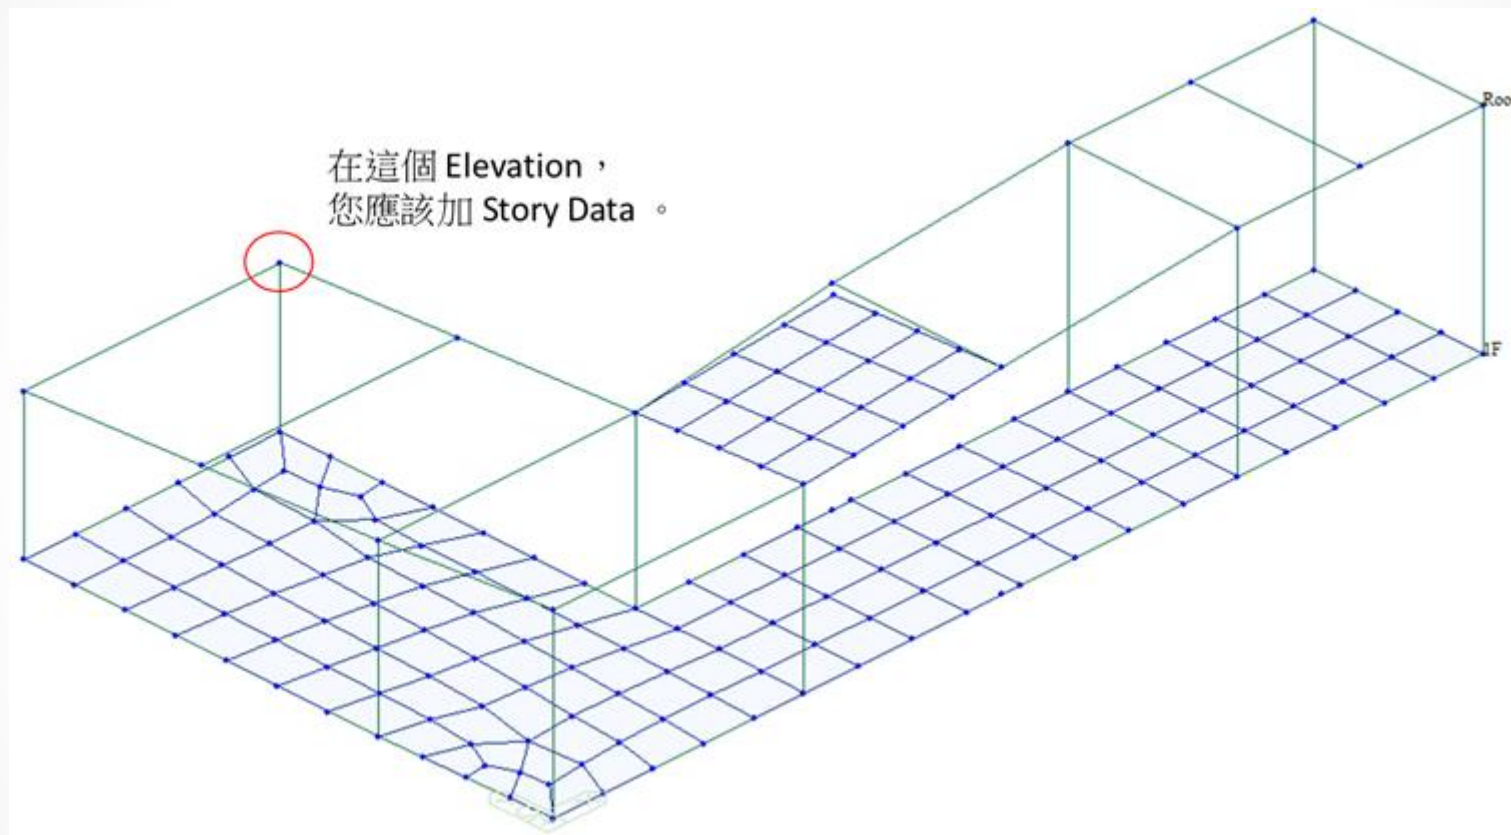 在這個 Elevation，
您應該加 Story Data 。
Roo
1F